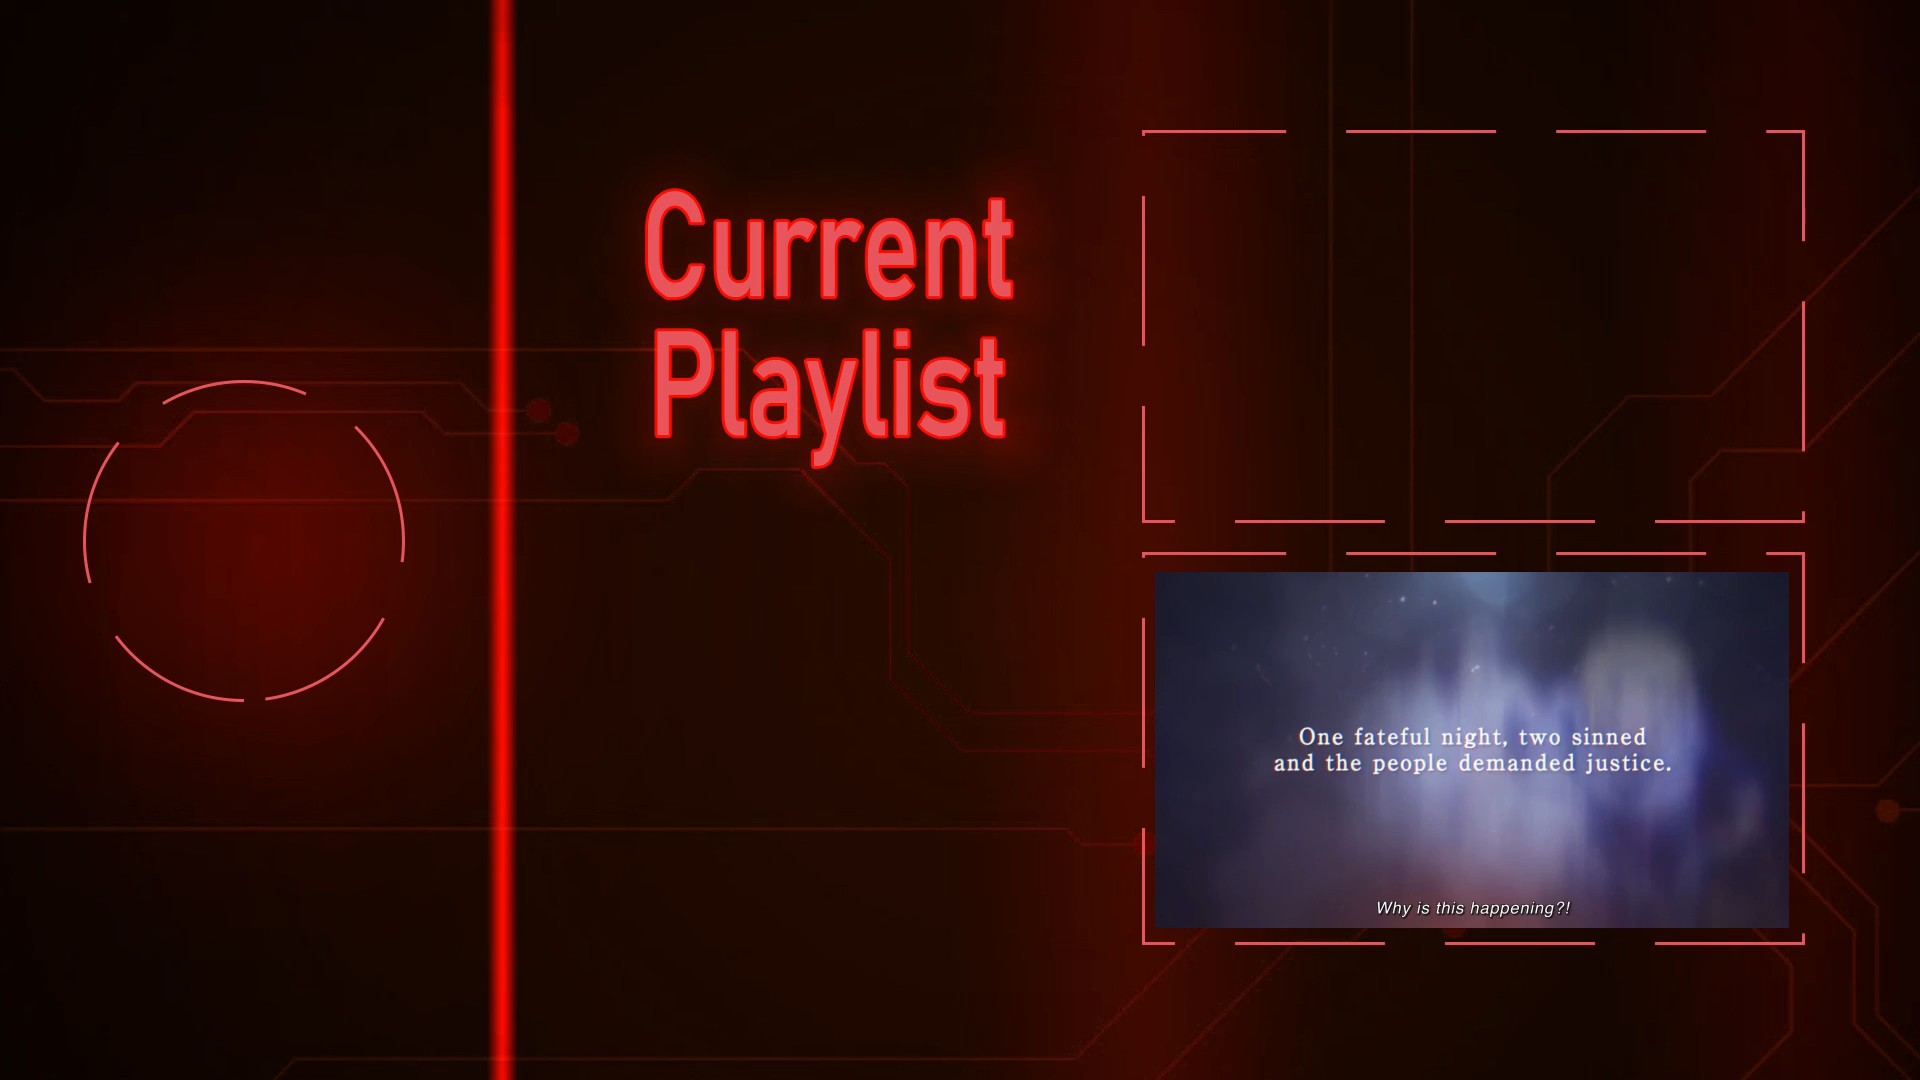 Current
Playlist
One fateful night, two sinned
and the people demanded justice.
Why is this happening?!